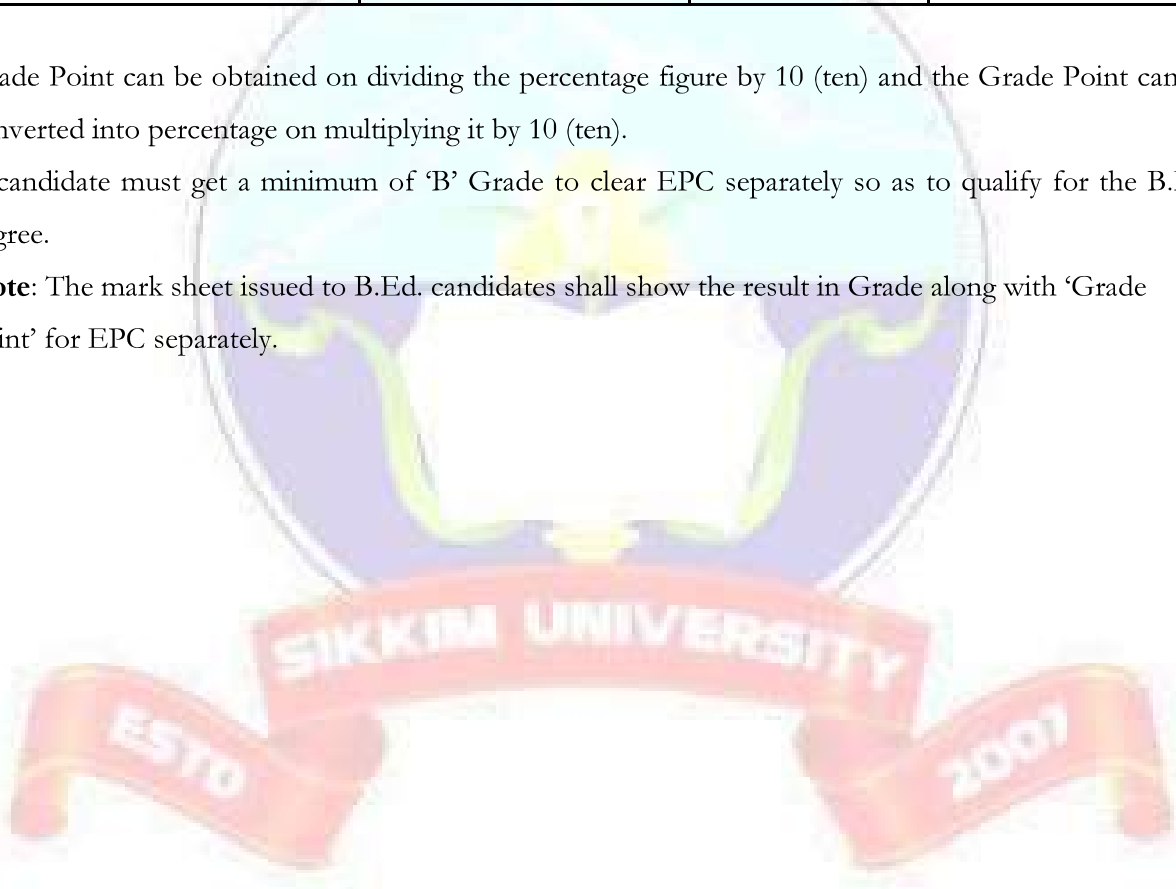 ade Point can be obtained on dividing the percentage figure by 10 (ten) and the Grade Point can
nverted into percentage on multiplying it by 10 (ten).
candidate must get a minimum of ‘B’ Grade to clear EPC separately so as to qualify for the B.
gree.
ote: The mark sheet issued to B.Ed. candidates shall show the result in Grade along with ‘Grade
int’ for EPC separately.
SIKKIM UNIVERSITY
ESTD
2007